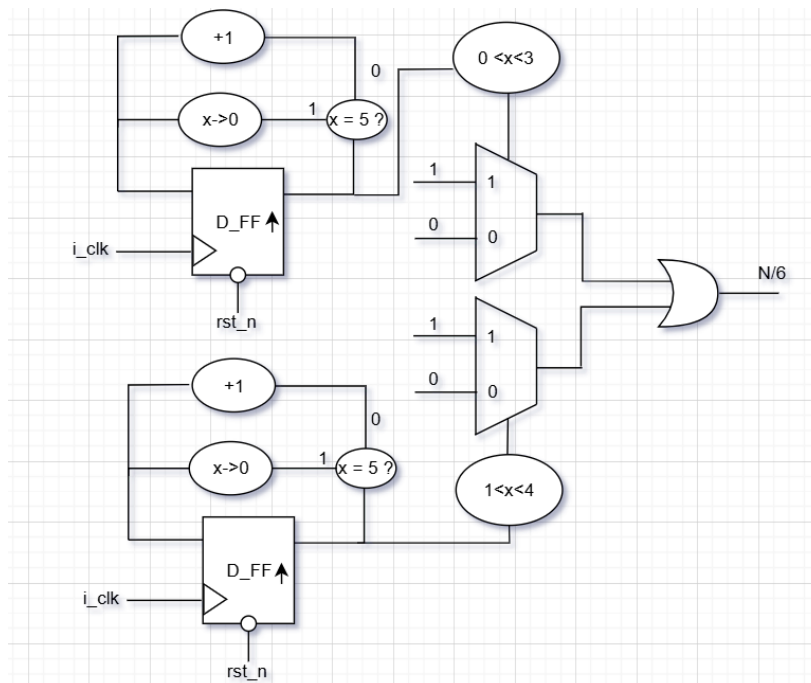 +1
0
0 <x<3
x->0
1
x = 5 ?
1
1
D_FF
0
0
i_clk
N/6
rst_n
1
1
+1
0
0
0
x->0
1
x = 5 ?
1<x<4
D_FF
i_clk
rst_n